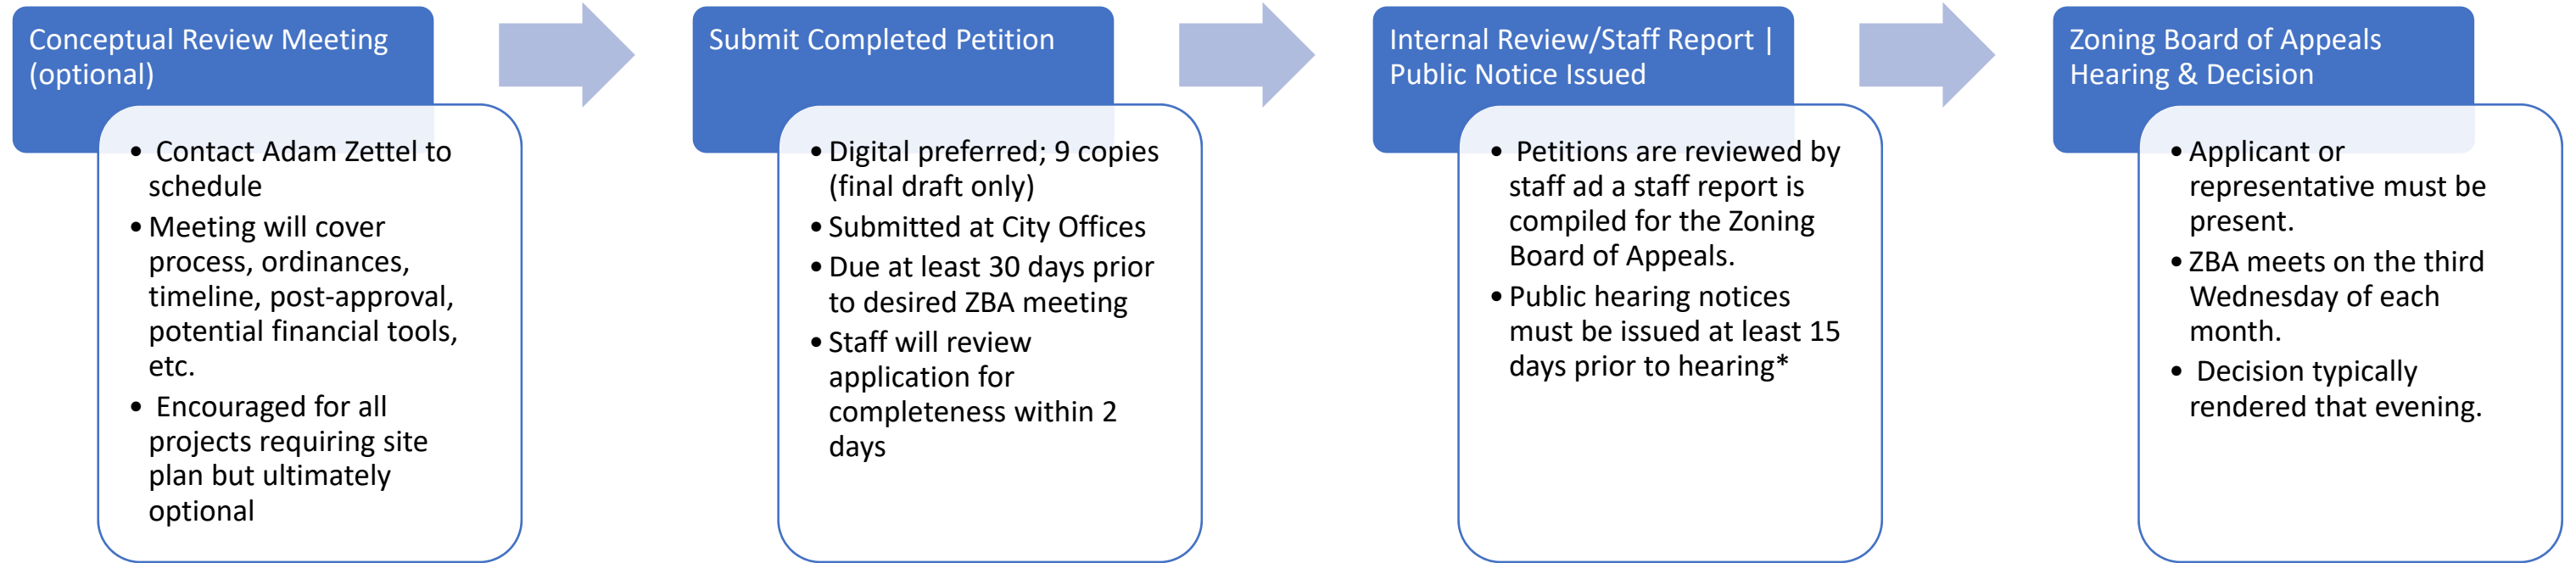 Conceptual Review Meeting
(optional)
• Contact Adam Zettel to
schedule
• Meeting will cover
process, ordinances,
timeline, post-approval,
potential financial tools,
etc.
• Encouraged for all
projects requiring site
plan but ultimately
optional
Submit Completed Petition
• Digital preferred; 9 copies
(final draft only)
• Submitted at City Offices
• Due at least 30 days prior
to desired ZBA meeting
• Staff will review
application for
completeness within 2
days
Internal Review/Staff Report |
Public Notice Issued
• Petitions are reviewed by
staff ad a staff report is
compiled for the Zoning
Board of Appeals.
• Public hearing notices
must be issued at least 15
days prior to hearing*
Zoning Board of Appeals
Hearing & Decision
• Applicant or
representative must be
present.
• ZBA meets on the third
Wednesday of each
month.
• Decision typically
rendered that evening.